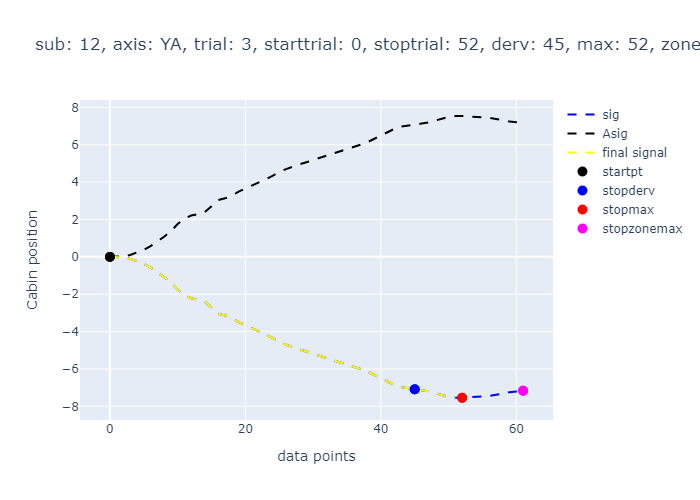 sub: 12, axis: YA, trial: 3, starttrial: 0, stoptrial: 52, derv: 45, max: 52, zone
8
6
4
2
0
−2
−4
−6
−8
Cabin position
0
20
40
60
data points
sig
Asig
final signal
startpt
stopderv
stopmax
stopzonemax